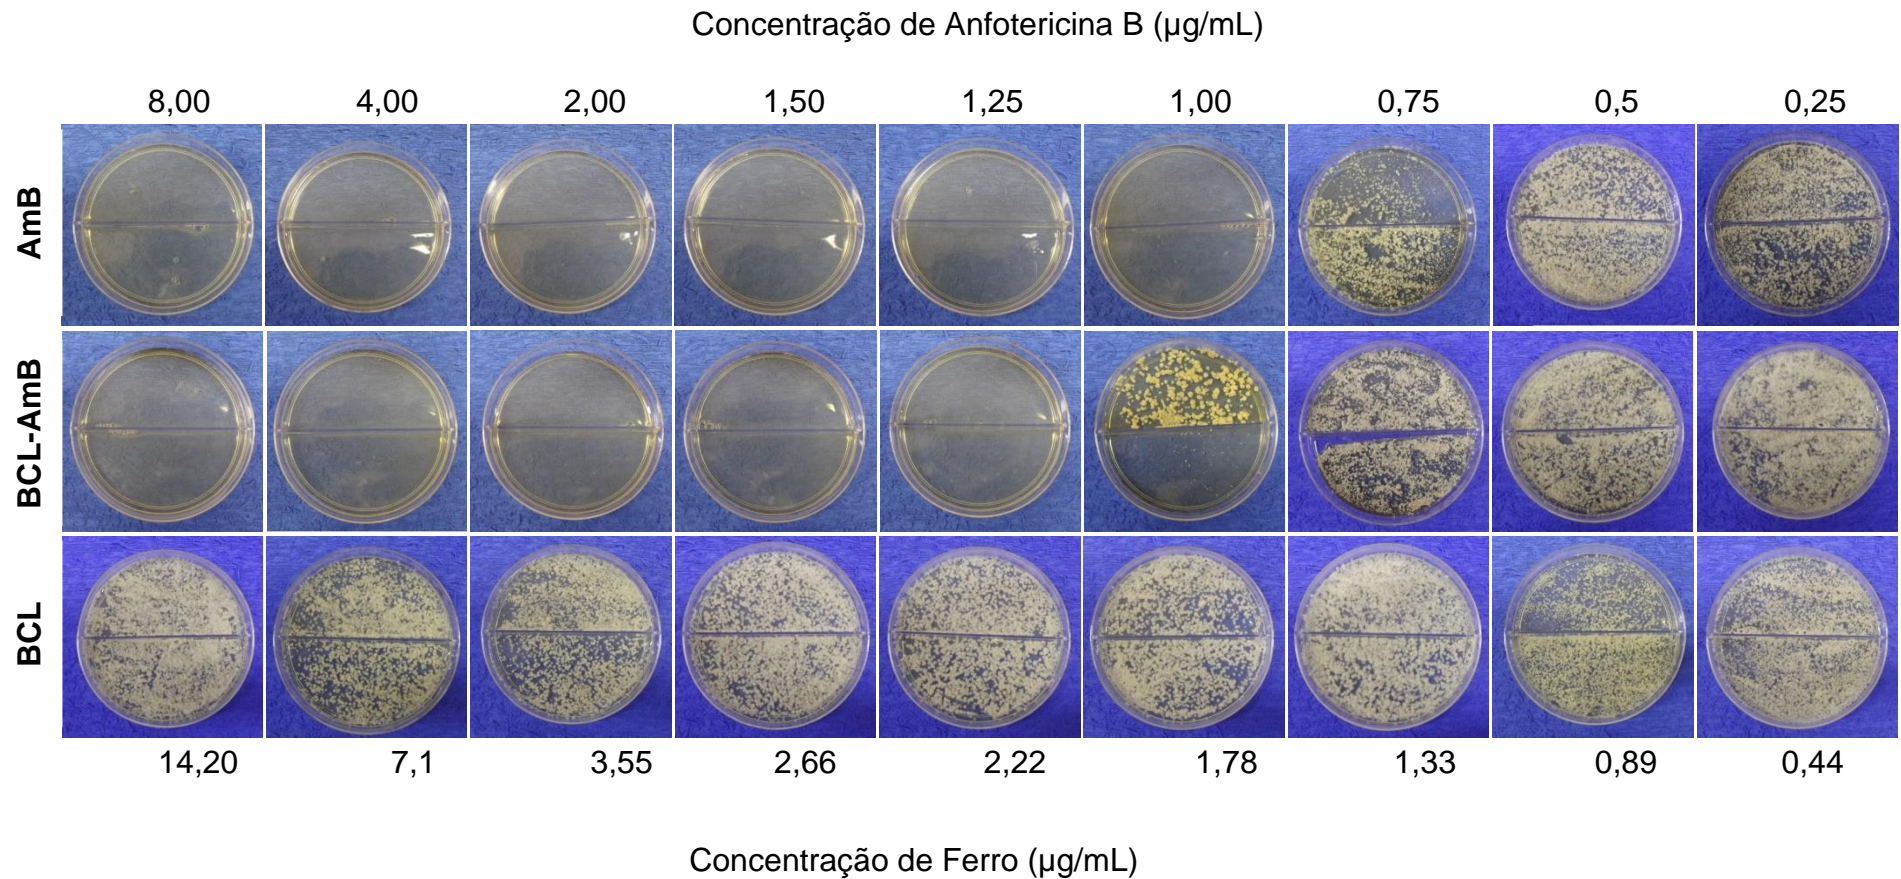 Concentração de Anfotericina B (µg/mL)
8,00 4,00 2,00 1,50 1,25 1,00 0,75 0,5 0,25
AmB
BCL-AmB
BCL
14,20 7,1 3,55 2,66 2,22 1,78 1,33 0,89 0,44
Concentração de Ferro (µg/mL)